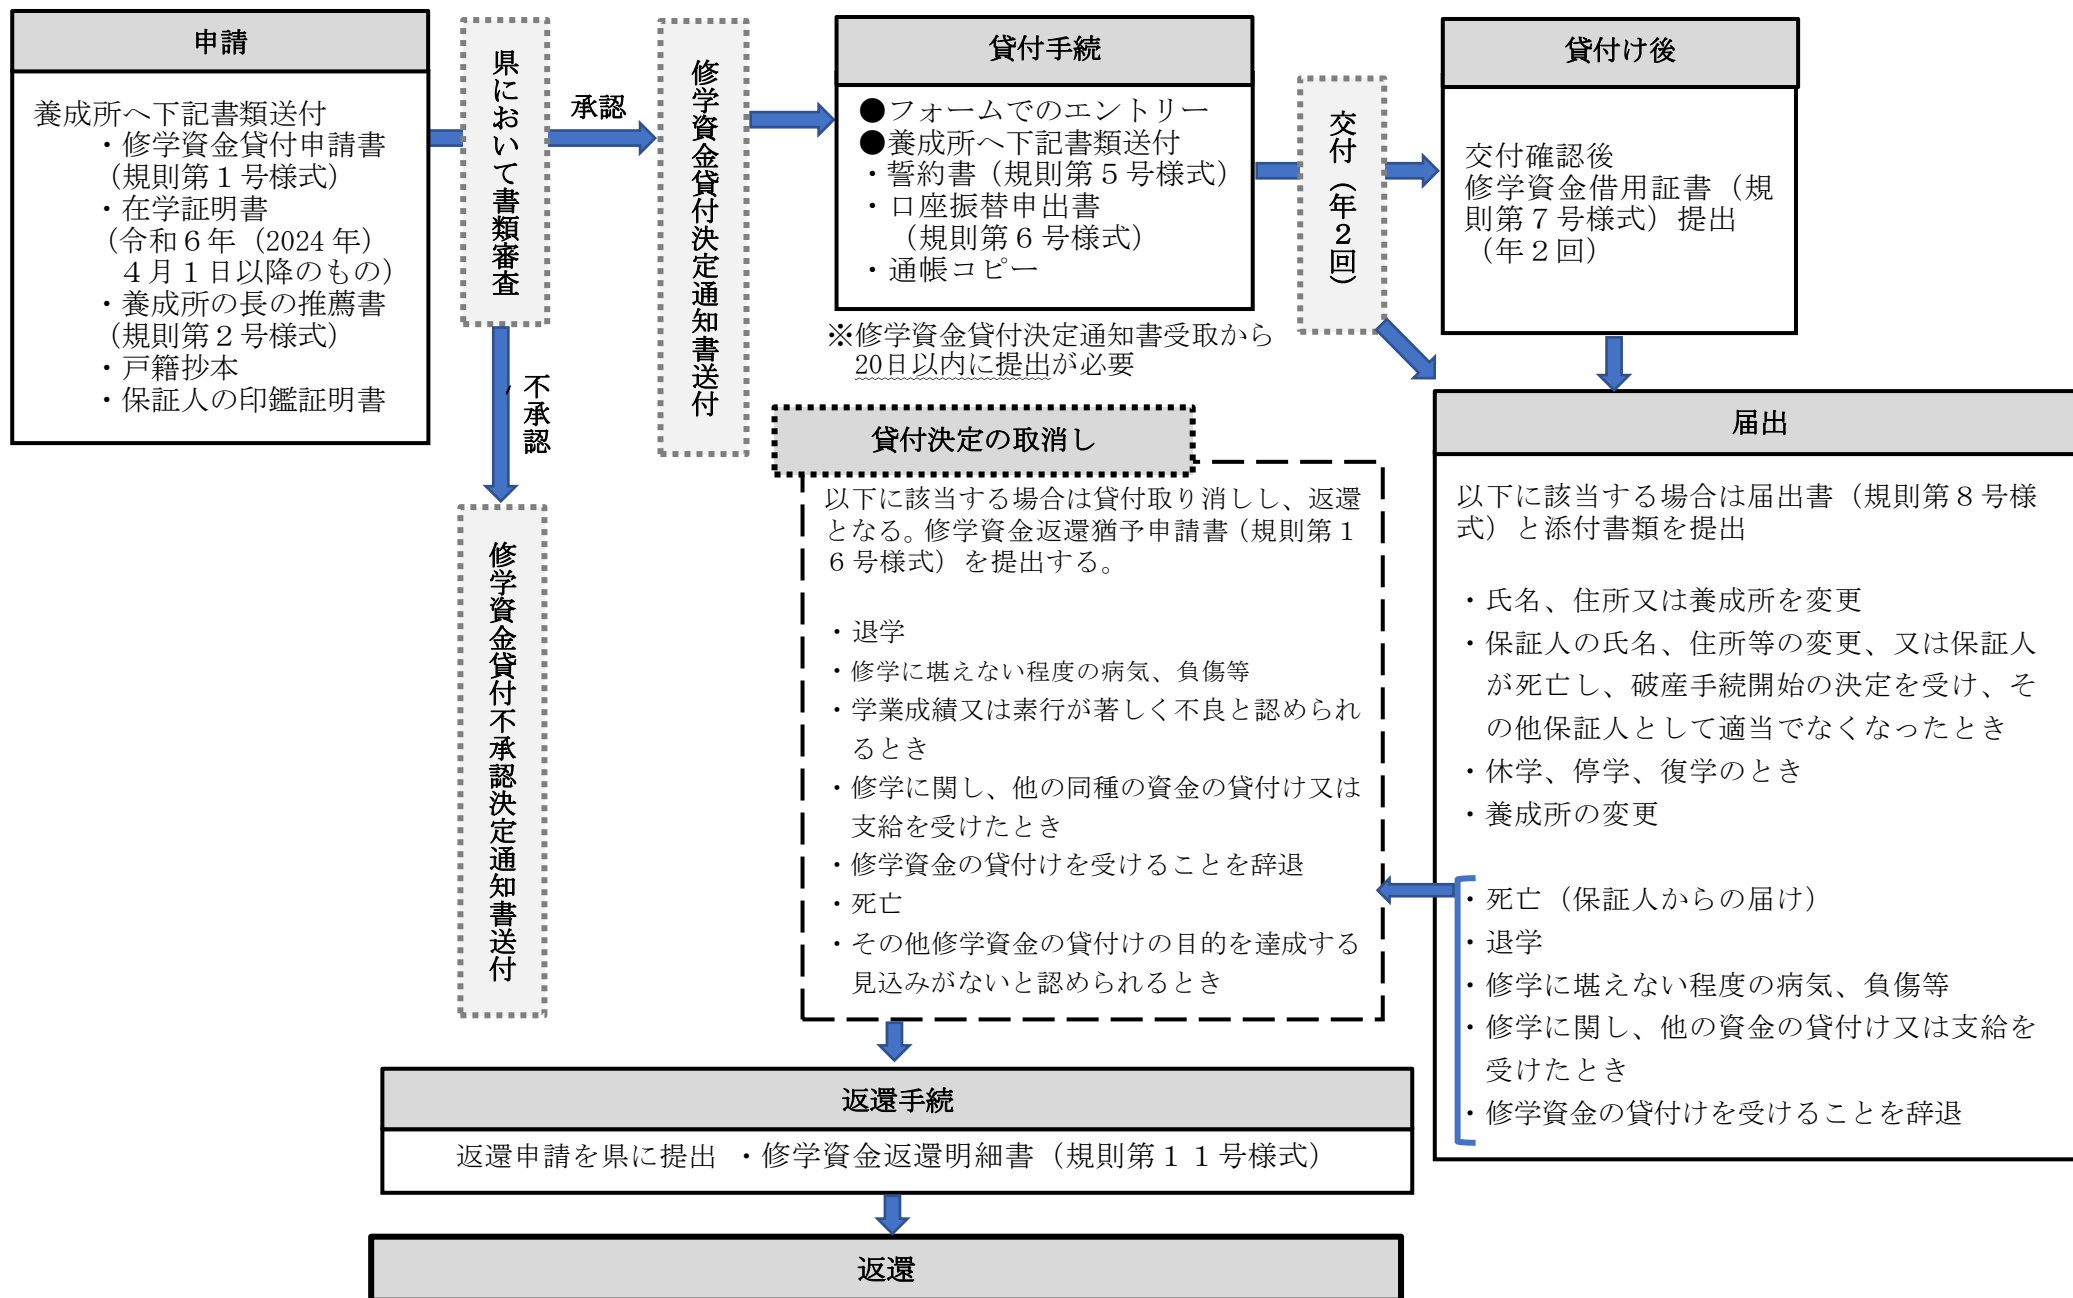 申請
養成所へ下記書類送付
・修学資金貸付申請書
(規則第１号様式)
・在学証明書
(令和６年（2024 年)
４月１日以降のもの)
・養成所の長の推薦書
(規則第２号様式)
・戸籍抄本
・保証人の印鑑証明書
県において書類審査
承認
不承認
修学資金貸付不承認決定通知書送付
修学資金貸付決定通知書送付
貸付手続
●フォームでのエントリー
●養成所へ下記書類送付
・誓約書（規則第５号様式)
・口座振替申出書
（規則第６号様式)
・通帳コピー
※修学資金貸付決定通知書受取から
20日以内に提出が必要
交付（年２回）
貸付け後
交付確認後
修学資金借用証書（規
則第７号様式）提出
（年２回）
届出
以下に該当する場合は届出書（規則第８号様
式）と添付書類を提出
・氏名、住所又は養成所を変更
・保証人の氏名、住所等の変更、又は保証人
が死亡し、破産手続開始の決定を受け、そ
の他保証人として適当でなくなったとき
・休学、停学、復学のとき
・養成所の変更
・死亡（保証人からの届け）
・退学
・修学に堪えない程度の病気、負傷等
・修学に関し、他の資金の貸付け又は支給を
受けたとき
・修学資金の貸付けを受けることを辞退
貸付決定の取消し
以下に該当する場合は貸付取り消しし、返還
となる。修学資金返還猶予申請書（規則第１
６号様式）を提出する。
・退学
・修学に堪えない程度の病気、負傷等
・学業成績又は素行が著しく不良と認められ
るとき
・修学に関し、他の同種の資金の貸付け又は
支給を受けたとき
・修学資金の貸付けを受けることを辞退
・死亡
・その他修学資金の貸付けの目的を達成する
見込みがないと認められるとき
返還手続
返還申請を県に提出 ・修学資金返還明細書（規則第１１号様式）
返還